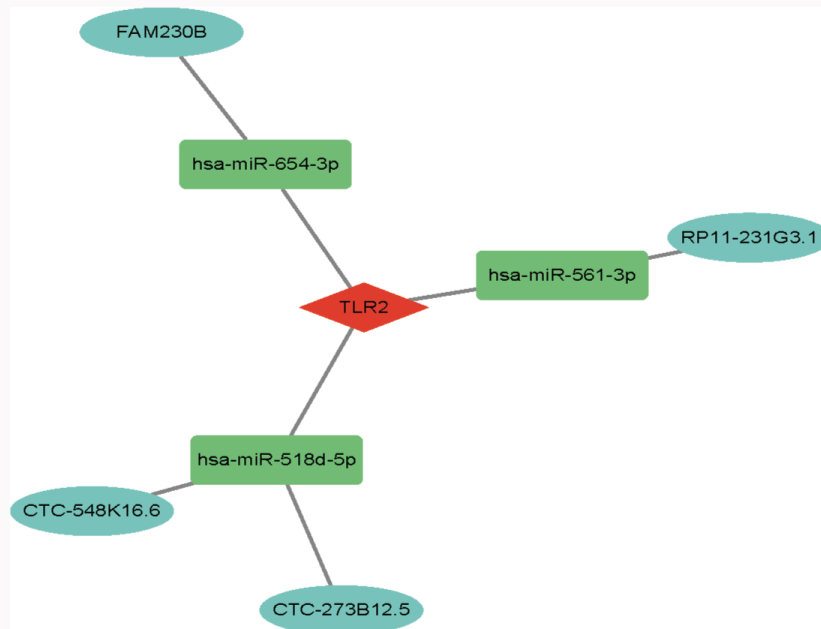 FAM230B
hsa-miR-654-3p
RP11-231G3.1
hsa-miR-561-3p
TLR2
hsa-miR-518d-5p
CTC-548K16.6
CTC-273B12.5